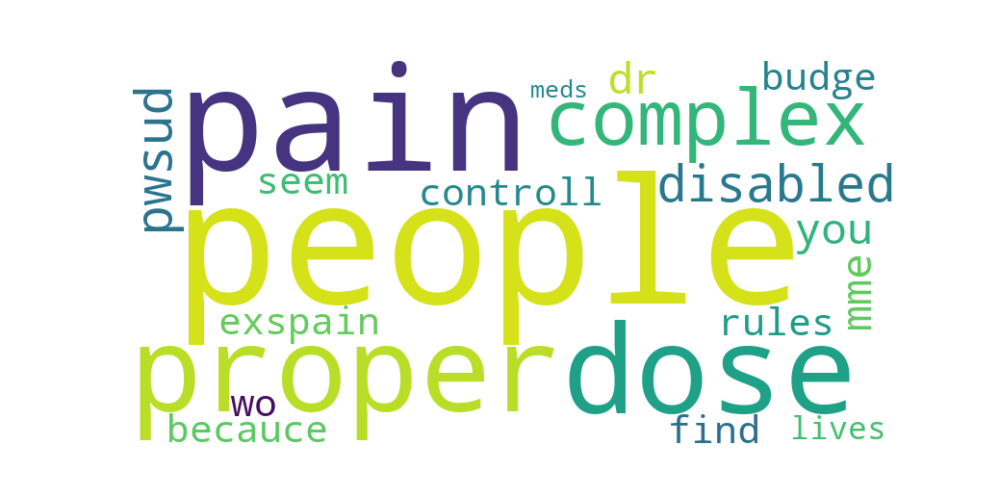 meds
dr
budge
pain
complex
pwsud
seem
controll
disabled
people
you
mme
exspain
rules
proper
dose
wo
becauce
find
lives